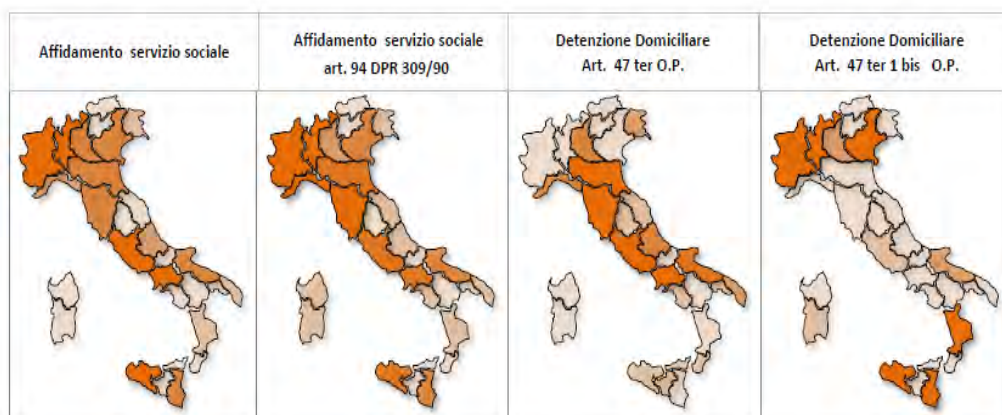 Affidamento servizio sociale
Affidamento servizio sociale
art. 94 DPR 309/90
Detenzione Domiciliare
Art. 47 ter O.P.
Detenzione Domiciliare
Art. 47 ter 1 bis O.P.